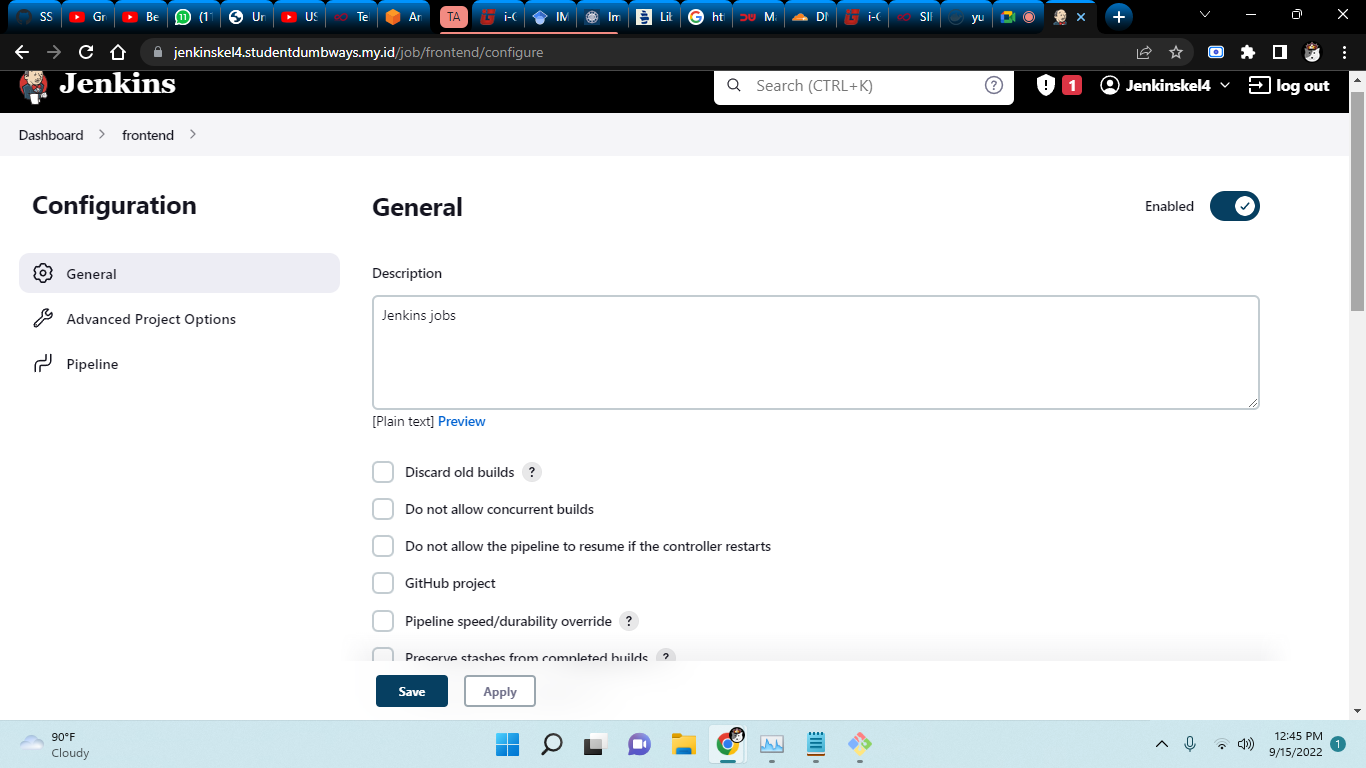 SS
Gr
Be
(1
Ur
US
Te
Ar
TA
i-C
IM
Im
Lil
htt
M
DI
i-C
SII
yu
jenkinskel4.studentdumbways.my.id/job/frontend/configure
Jenkins
Search (CTRL+K)
?
1
Jenkinskel4
log out
Dashboard
frontend
Configuration
General
Advanced Project Options
Pipeline
General
Enabled
Description
Jenkins jobs
[Plain text] Preview
Discard old builds ?
Do not allow concurrent builds
Do not allow the pipeline to resume if the controller restarts
GitHub project
Pipeline speed/durability override ?
Preserve stashes from completed builds ?
Save
Apply
90°F
Cloudy
12:45 PM
9/15/2022
1